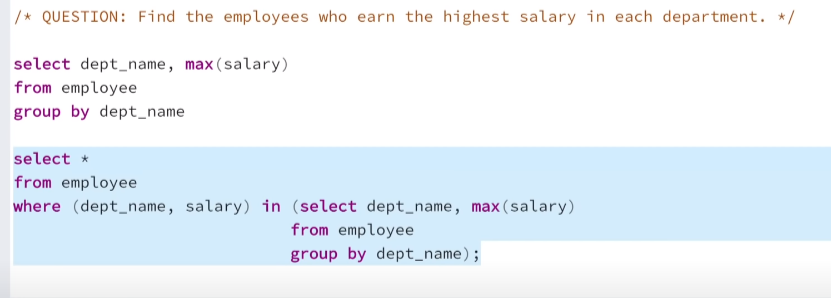 /* QUESTION: Find the employees who earn the highest salary in each department. */
select dept_name, max(salary)
from employee
group by dept_name
select *
from employee
where (dept_name, salary) in (select dept_name, max(salary)
from employee
group by dept_name);